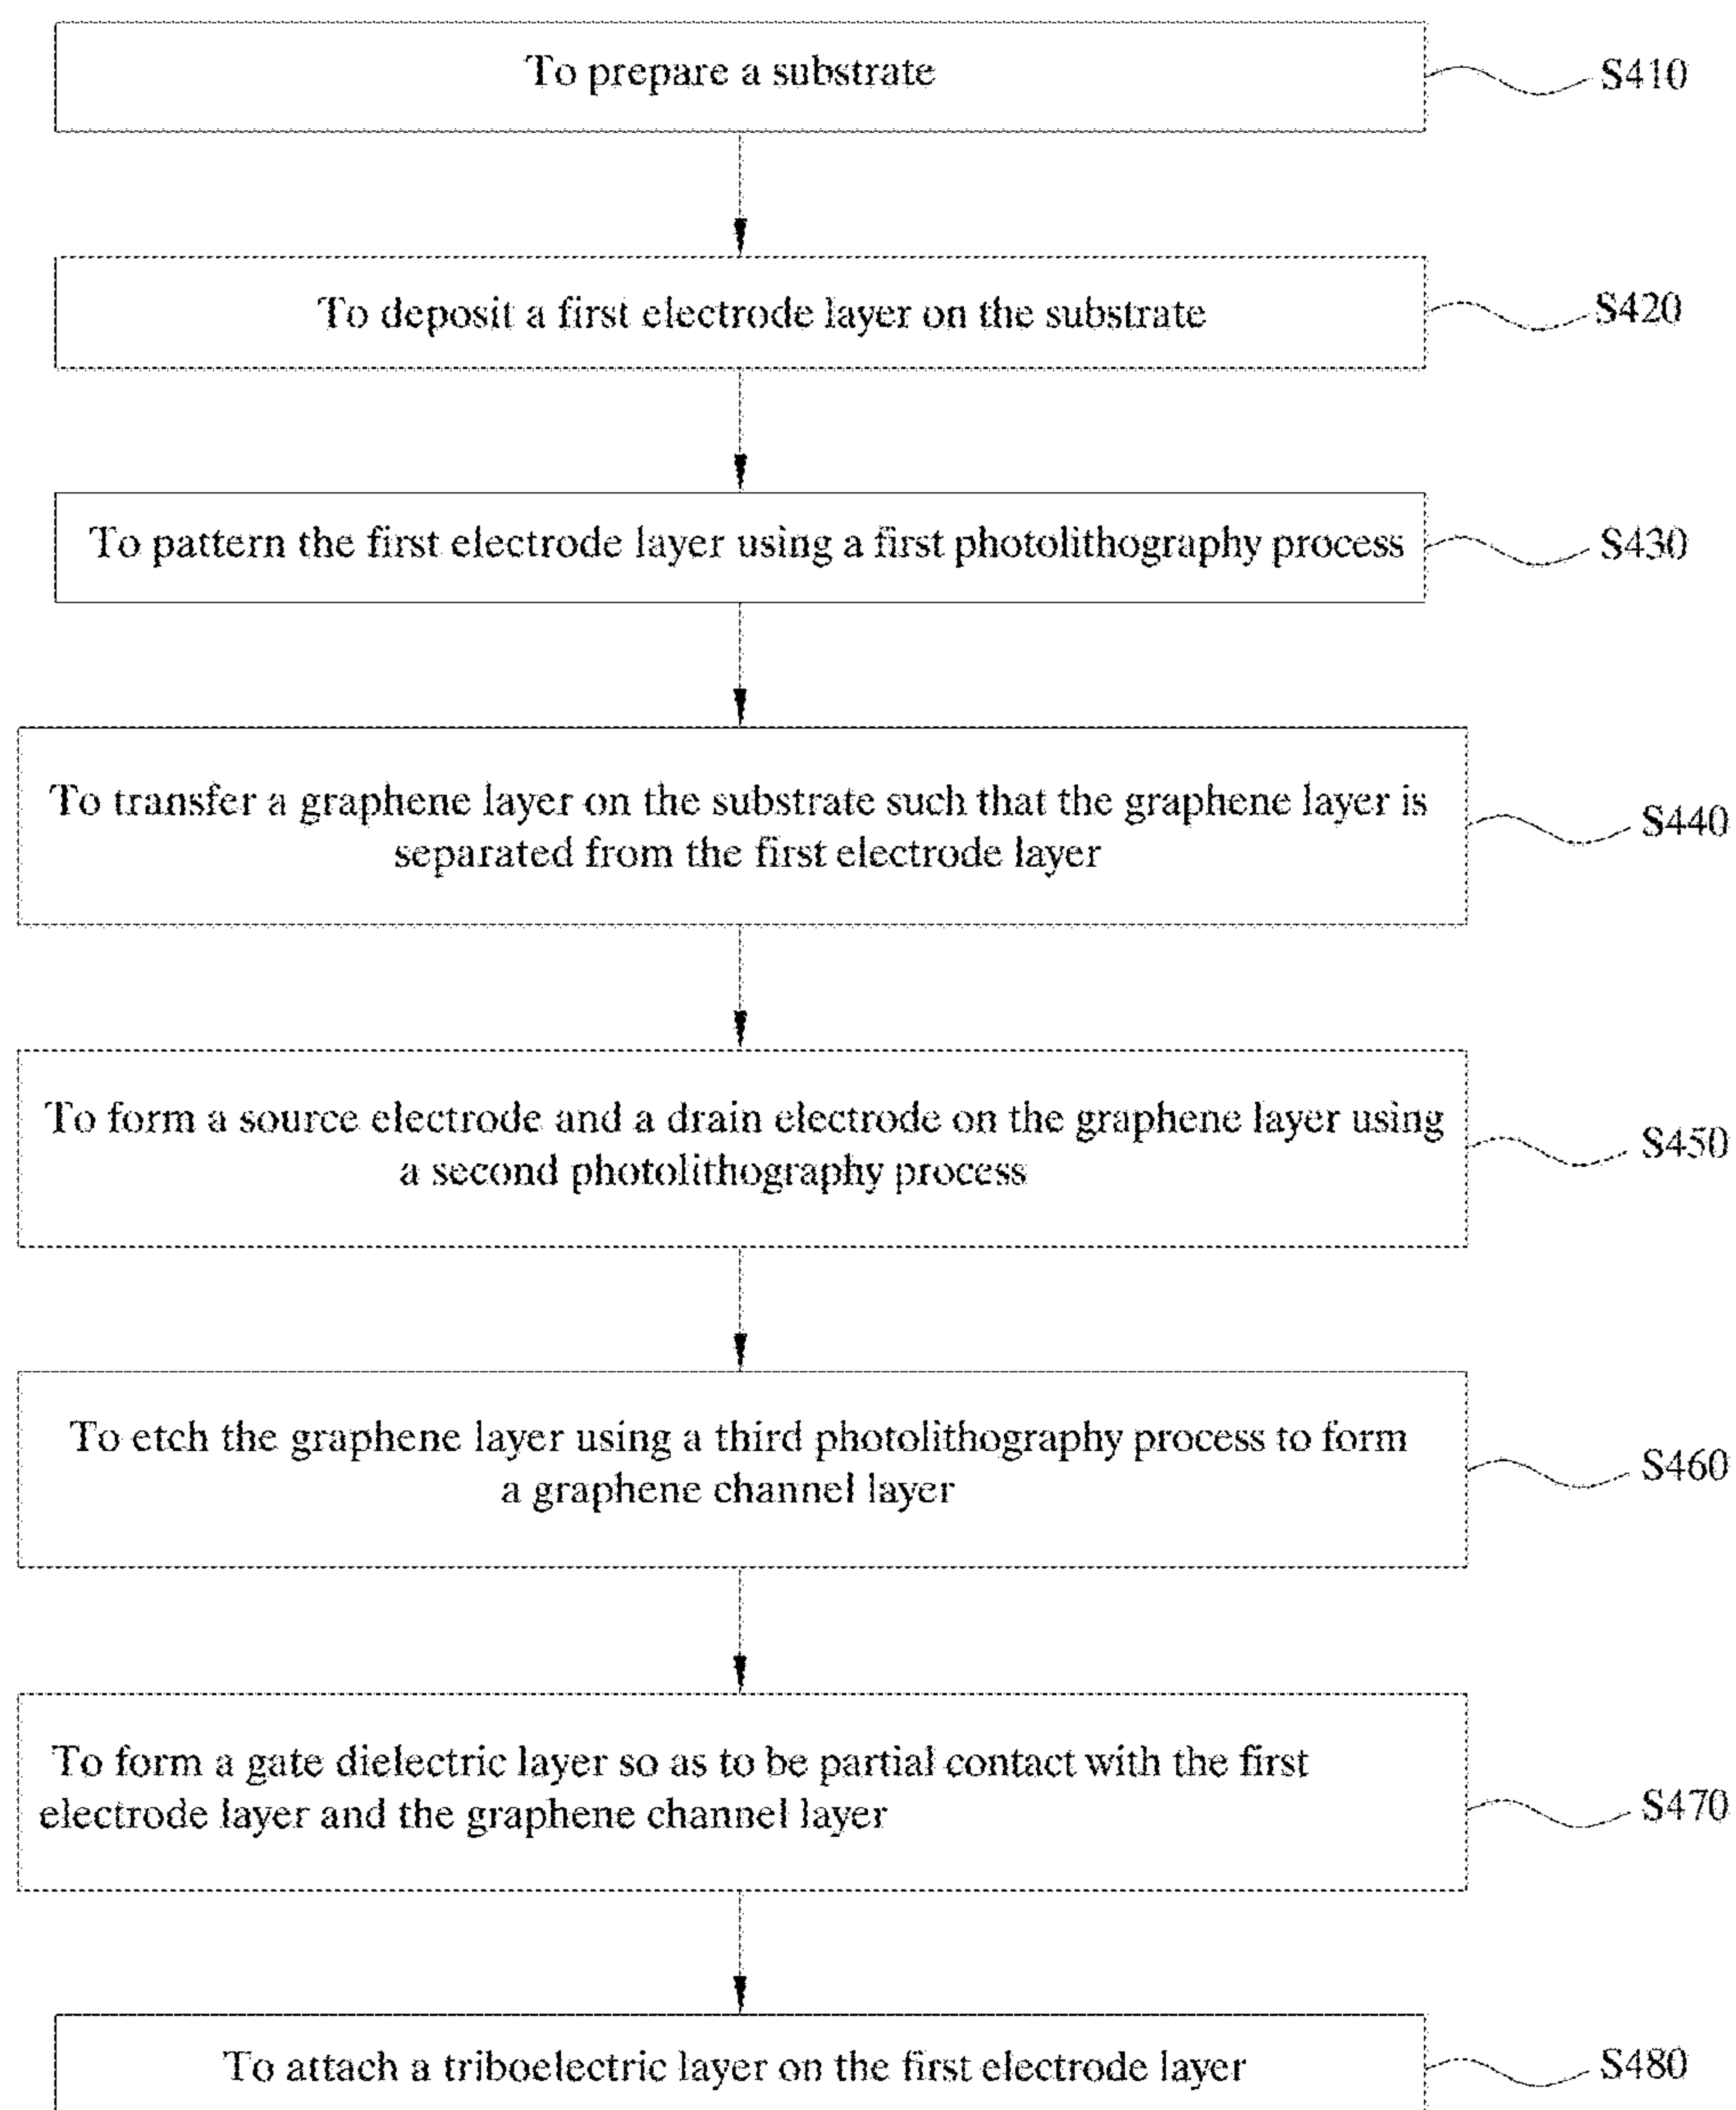 To prepare a substrate
S410
To deposit a first electrode layer on the substrate
S420
To pattern the first electrode layer using a first photolithography process
S430
To transfer a graphene layer on the substrate such that the graphene layer is
separated from the first electrode layer
S440
To form a source electrode and a drain electrode on the graphene layer using
a second photolithography process
S450
To etch the graphene layer using a third photolithography process to form
a graphene channel layer
S460
To form a gate dielectric layer so as to be partial contact with the first
electrode layer and the graphene channel layer
S470
To attach a triboelectric layer on the first electrode layer
S480